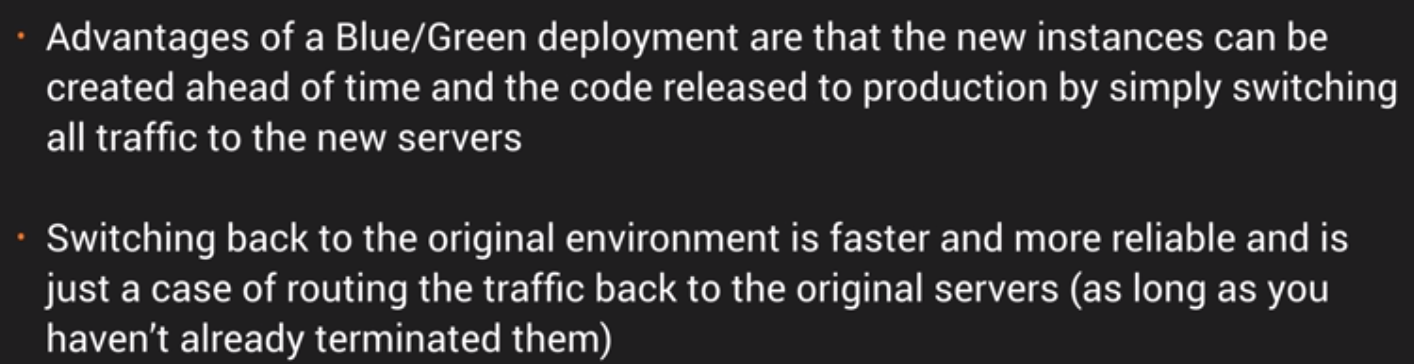 • Advantages of a Blue/Green deployment are that the new instances can be
created ahead of time and the code released to production by simply switching
all traffic to the new servers
• Switching back to the original environment is faster and more reliable and is
just a case of routing the traffic back to the original servers (as long as you
haven't already terminated them)